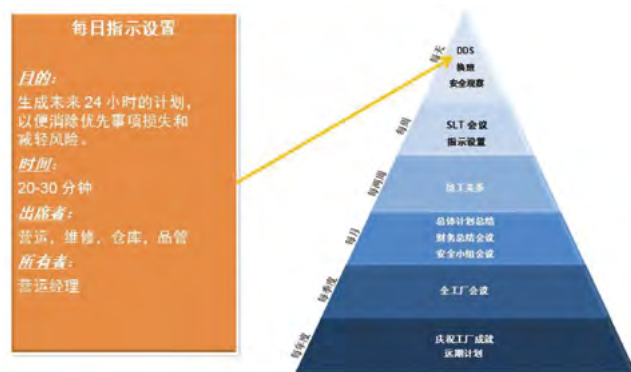 每日指示设置
目的：
生成未来 24 小时的计划，
以便消除优先事项损失和
减轻风险。
时间：
20-30 分钟
出席者：
营运，维修，仓库，品管
所有者：
营运经理
每天
DDS
换班
安全观察
每周
SLT 会议
指示设置
每两周
员工关系
每月
总体计划总结
财务总结会议
安全小组会议
每季度
全工厂会议
每年度
庆祝工厂成就
远期计划